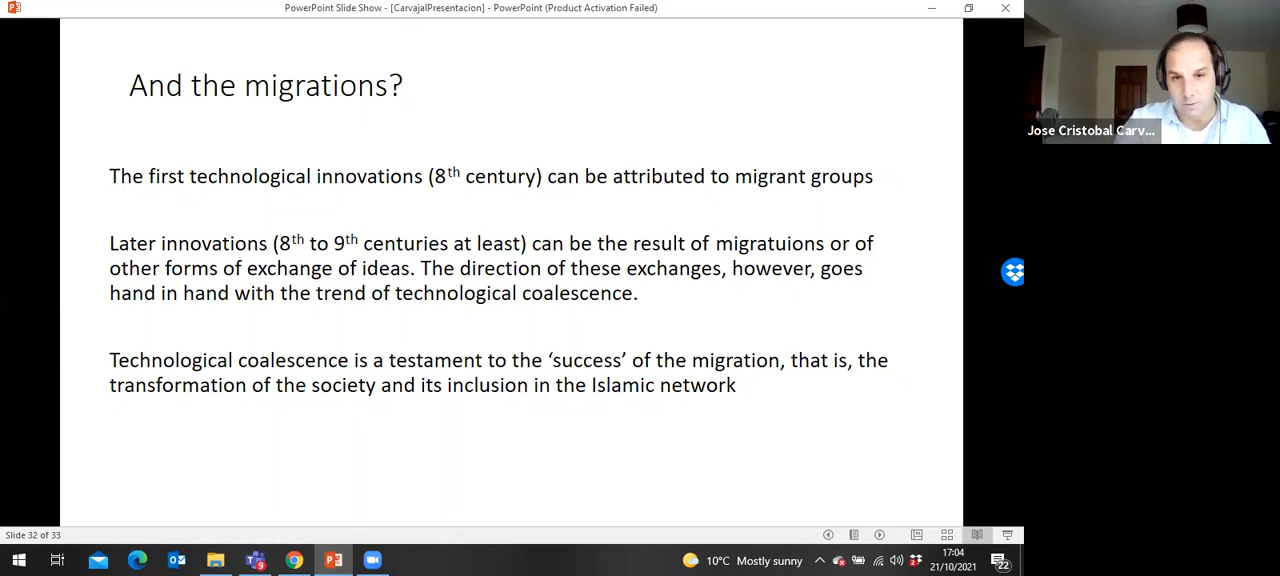 PowerPoint Slide Show - [CarvajalPresentacion] - PowerPoint (Product Activation Failed)
And the migrations?
The first technological innovations (8th century) can be attributed to migrant groups
Later innovations (8th to 9th centuries at least) can be the result of migratuions or of
other forms of exchange of ideas. The direction of these exchanges, however, goes
hand in hand with the trend of technological coalescence.
Technological coalescence is a testament to the ‘success’ of the migration, that is, the
transformation of the society and its inclusion in the Islamic network
Jose Cristobal Carv...
Slide 32 of 33
10°C Mostly sunny
17:04
21/10/2021
22